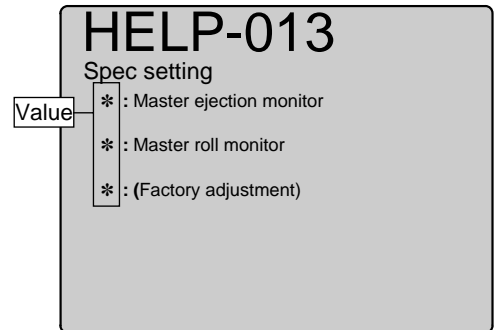 HELP-013
Spec setting
Value
✻ : Master ejection monitor
✻ : Master roll monitor
✻ : (Factory adjustment)